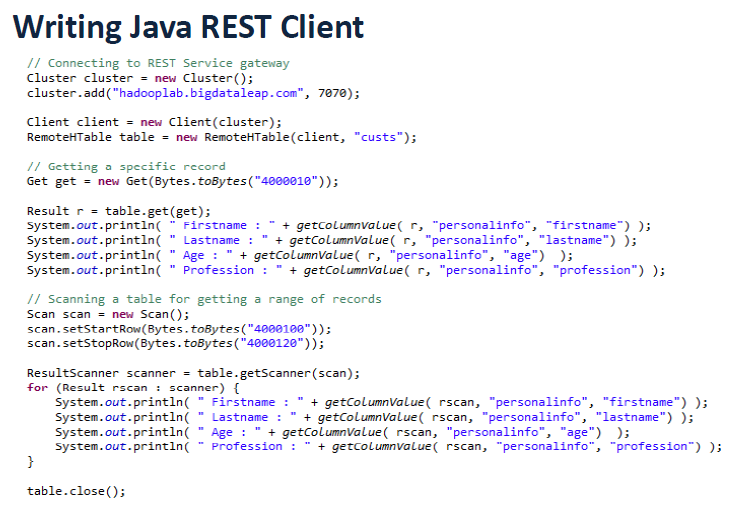 Writing Java REST Client
// Connecting to REST Service gateway
Cluster cluster = new Cluster();
cluster.add("hadooplab.bigdataleap.com", 7070);
Client client = new Client(cluster);
RemoteHTable table = new RemoteHTable(client, "custs");
// Getting a specific record
Get get = new Get(Bytes.toBytes("4000010"));
Result r = table.get(get);
System.out.println( " Firstname : " + getColumnValue( r, "personalinfo", "firstname") );
System.out.println( " Lastname : " + getColumnValue( r, "personalinfo", "lastname") );
System.out.println( " Age : " + getColumnValue( r, "personalinfo", "age")  );
System.out.println( " Profession : " + getColumnValue( r, "personalinfo", "profession") );
// Scanning a table for getting a range of records
Scan scan = new Scan();
scan.setStartRow(Bytes.toBytes("4000100"));
scan.setStopRow(Bytes.toBytes("4000120"));
ResultScanner scanner = table.getScanner(scan);
for (Result rscan : scanner) {
    System.out.println( " Firstname : " + getColumnValue( rscan, "personalinfo", "firstname") );
    System.out.println( " Lastname : " + getColumnValue( rscan, "personalinfo", "lastname") );
    System.out.println( " Age : " + getColumnValue( rscan, "personalinfo", "age")  );
    System.out.println( " Profession : " + getColumnValue( rscan, "personalinfo", "profession") );
}
table.close();